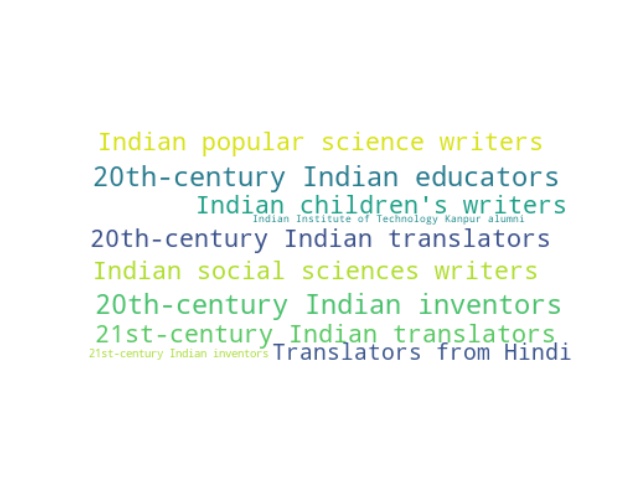 Indian popular science writers
20th-century Indian educators
Indian children's writers
Indian Institute of Technology Kanpur alumni
20th-century Indian translators
Indian social sciences writers
20th-century Indian inventors
21st-century Indian translators
21st-century Indian inventors
Translators from Hindi